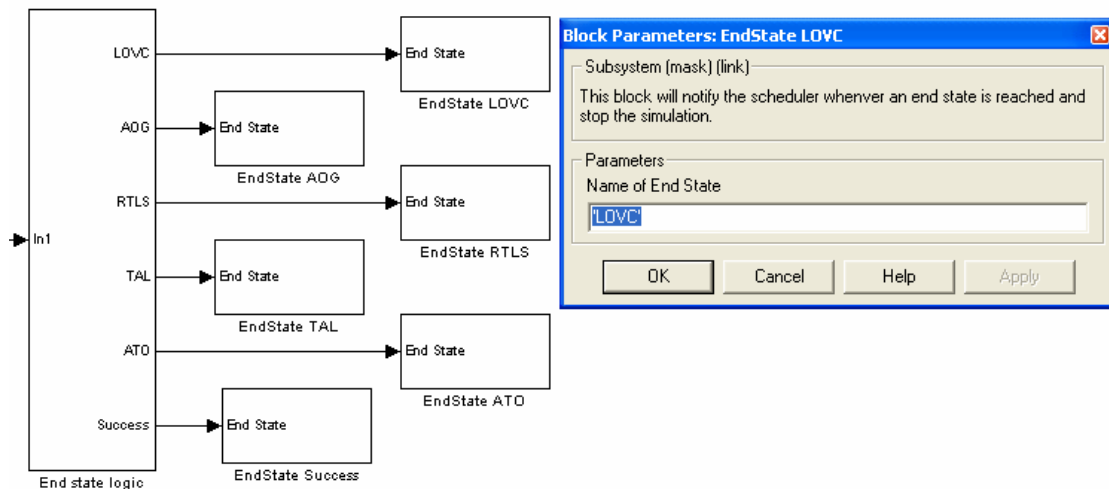 LOVC
End State
EndState LOVC
AOG
End State
EndState AOG
RTLS
End State
EndState RTLS
In1
TAL
End State
EndState TAL
ATO
End State
EndState ATO
Success
End State
EndState Success
End state logic
Block Parameters: EndState LOVC
Subsystem (mask) (link)
This block will notify the scheduler whenver an end state is reached and
stop the simulation.
Parameters
Name of End State
'LOVC'
OK Cancel Help Apply